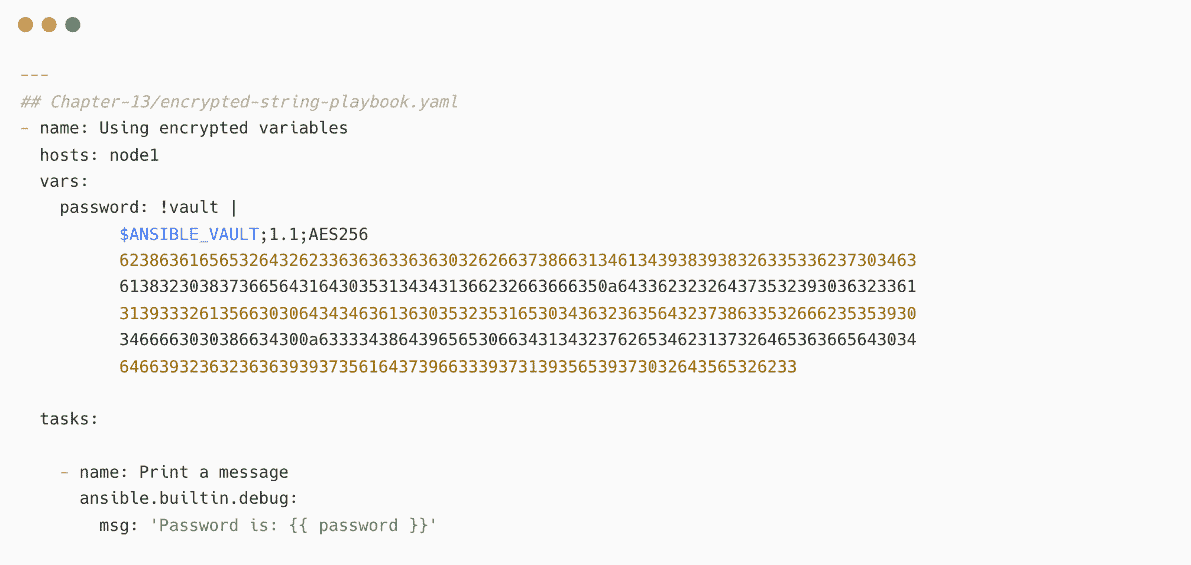 ---
## Chapter-13/encrypted-string-playbook.yaml
- name: Using encrypted variables
  hosts: node1
  vars:
    password: !vault |
          $ANSIBLE_VAULT;1.1;AES256
          62386361656532643262336363633636303262663738663134613439383938326335336237303463
          6138323038373665643164303531343431366232663666350a643362323264373532393036323361
          31393332613566303064343463613630353235316530343632363564323738633532666235353930
          3466663030386634300a633334386439656530663431343237626534623137326465363665643034
          64663932363236363939373561643739663339373139356539373032643565326233

  tasks:

    - name: Print a message
      ansible.builtin.debug:
        msg: 'Password is: {{ password }}'